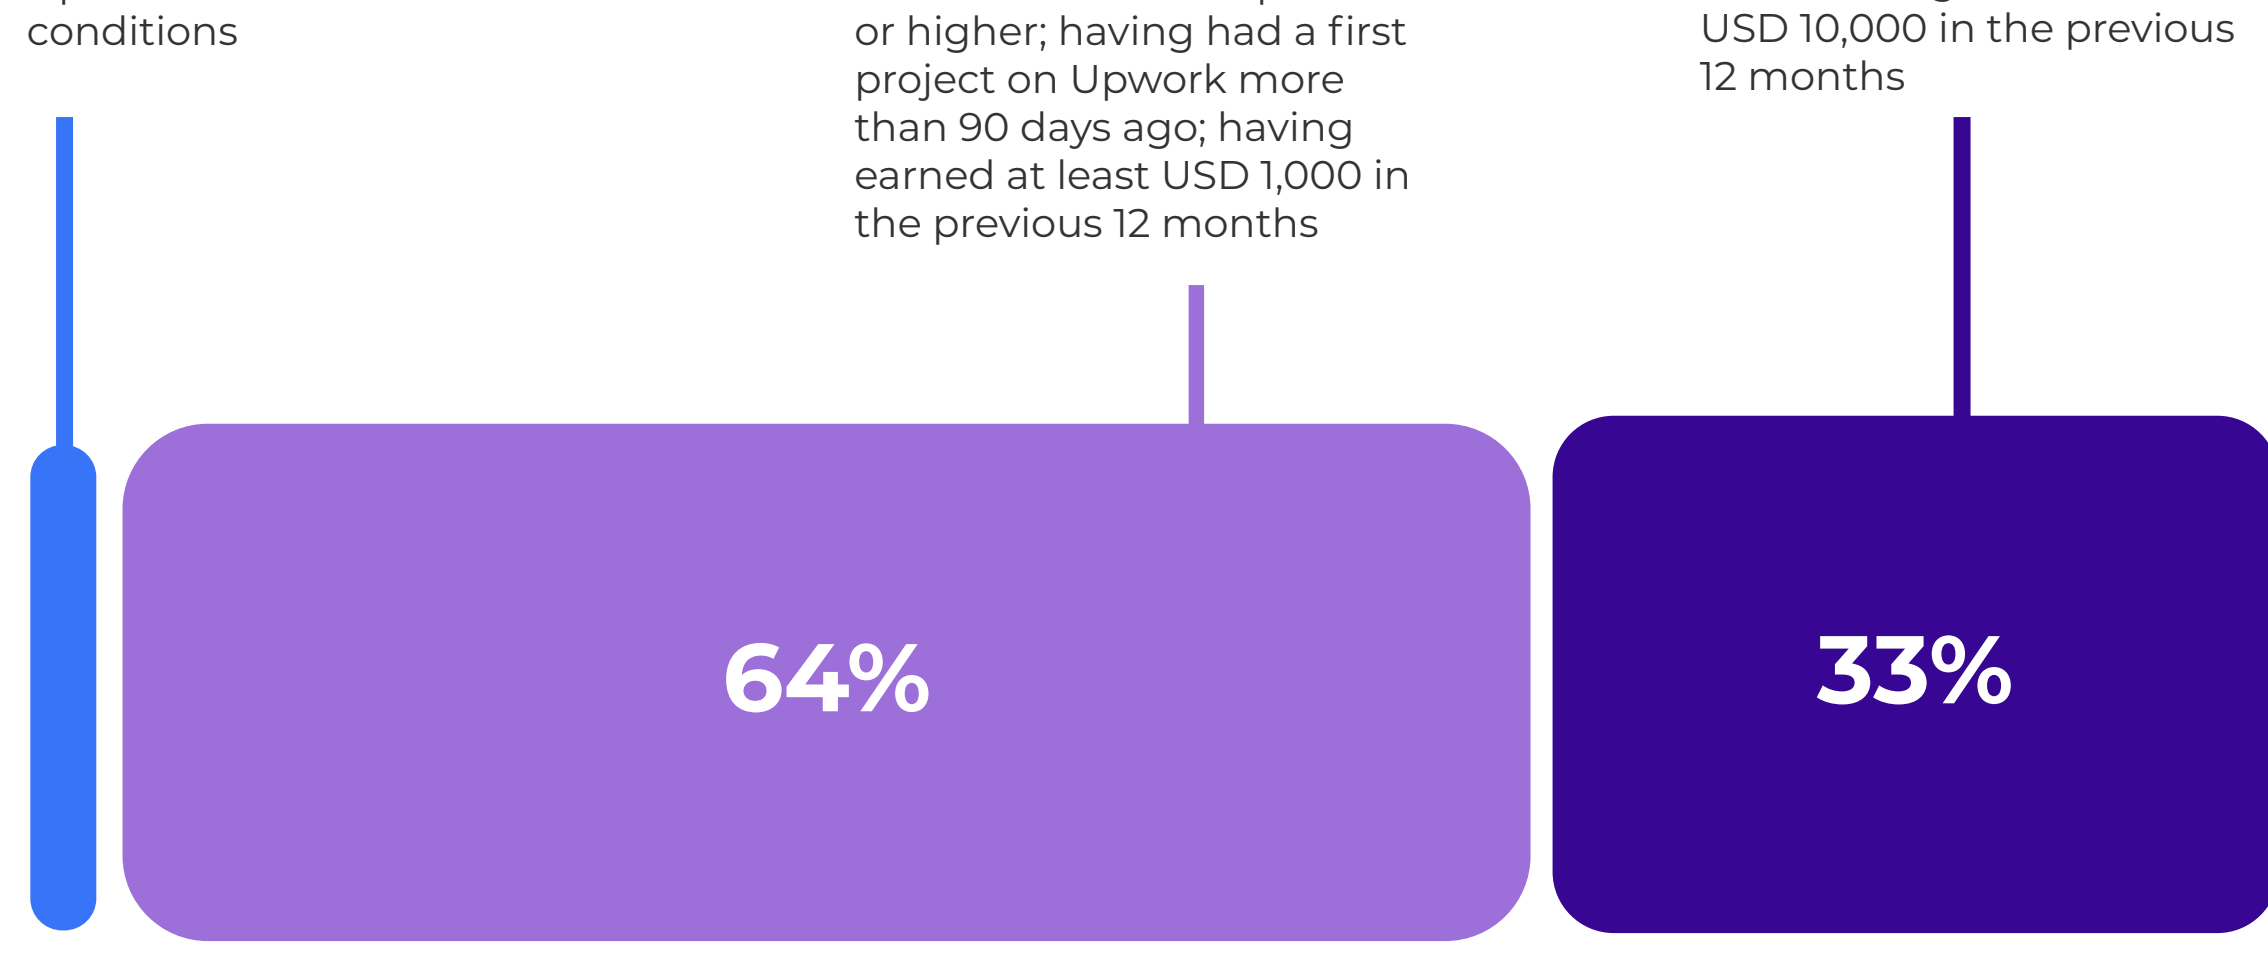 conditions
or higher; having had a first
project on Upwork more
than 90 days ago; having
earned at least USD 1,000 in
the previous 12 months
USD 10,000 in the previous
12 months
64%
33%